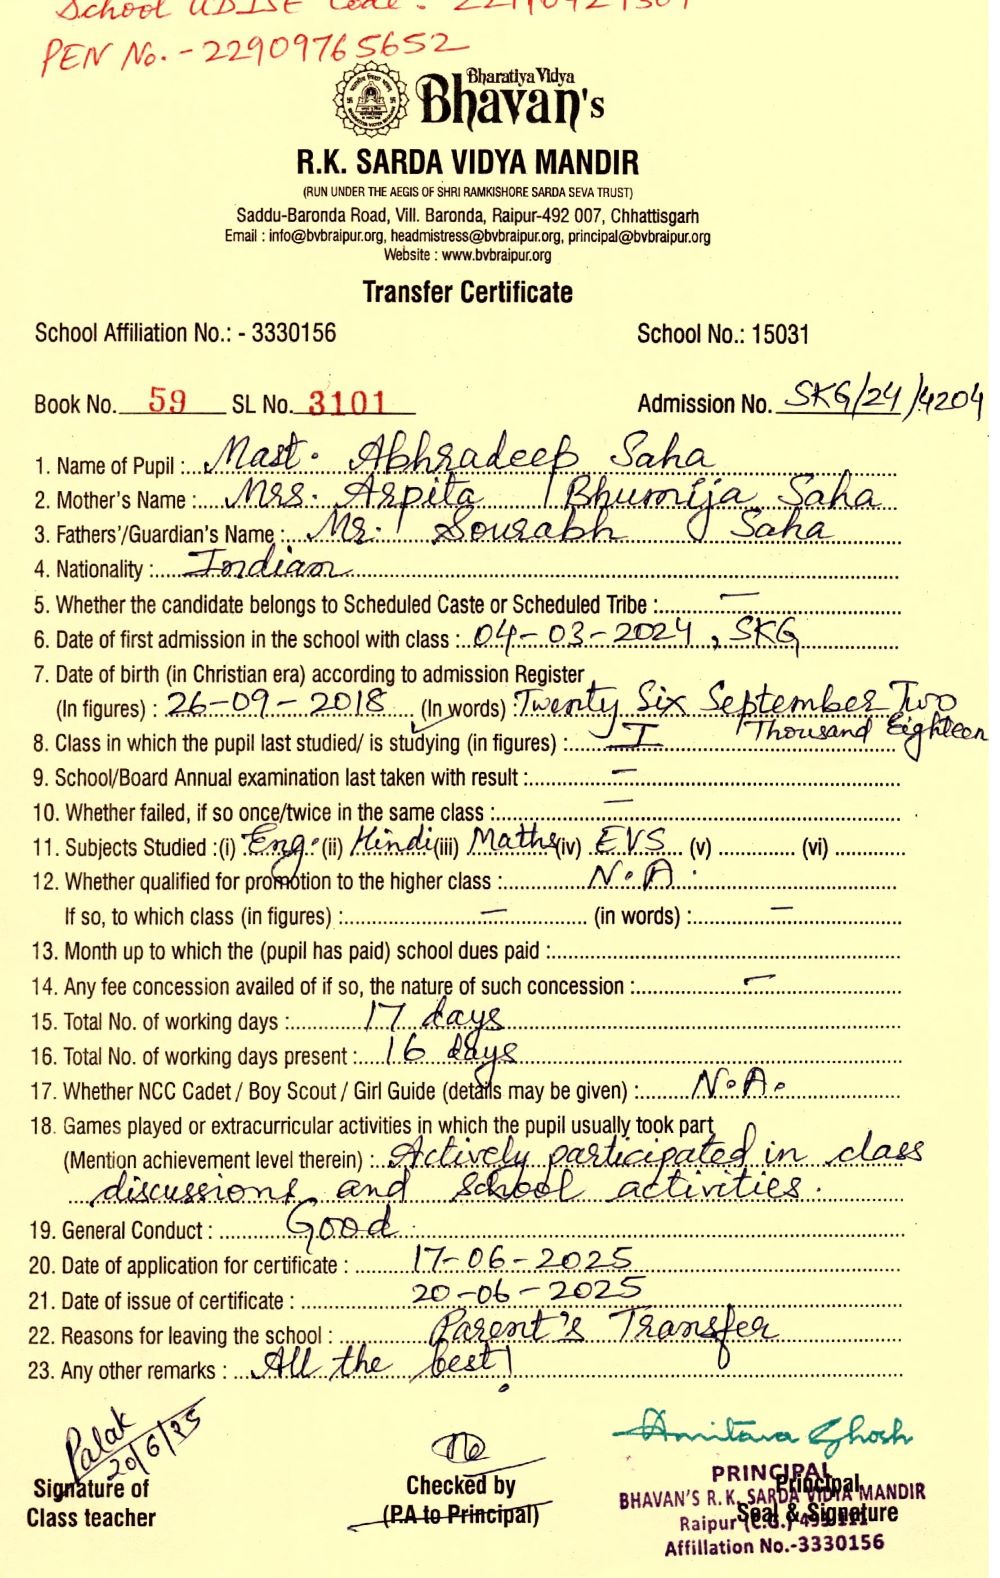 School UDISE Code :
PEN No. - 22909765652
Bharatiya Vidya
Bhavan's
R.K. SARDA VIDYA MANDIR
(RUN UNDER THE AEGIS OF SHRI RAMKISHORE SARDA SEVA TRUST)
Saddu-Baronda Road, Vill. Baronda, Raipur-492 007, Chhattisgarh
Email : info@bvbraipur.org, headmistress@bvbraipur.org, principal@bvbraipur.org
Website : www.bvbraipur.org
Transfer Certificate
School Affiliation No.: - 3330156 School No.: 15031
Book No. 59 SL No. 3101 Admission No. SKG/24/4204
1. Name of Pupil : Mast. Abhradeep Saha
2. Mother's Name : Mrs. Arpita / Bhumija Saha
3. Fathers'/Guardian's Name : Mr. Sourabh Saha
4. Nationality : Indian
5. Whether the candidate belongs to Scheduled Caste or Scheduled Tribe : —
6. Date of first admission in the school with class : 04-03-2024, SKG
7. Date of birth (in Christian era) according to admission Register
(In figures) : 26-09-2018 (In words) : Twenty Six September Two
Thousand Eighteen
8. Class in which the pupil last studied/ is studying (in figures) : I
9. School/Board Annual examination last taken with result : —
10. Whether failed, if so once/twice in the same class : —
11. Subjects Studied :(i) Eng. (ii) Hindi (iii) Maths (iv) EVS (v) (vi)
12. Whether qualified for promotion to the higher class : N.A.
If so, to which class (in figures) : — (in words) : —
13. Month up to which the (pupil has paid) school dues paid :
14. Any fee concession availed of if so, the nature of such concession : —
15. Total No. of working days : 17 days
16. Total No. of working days present : 16 days
17. Whether NCC Cadet / Boy Scout / Girl Guide (details may be given) : N.A.
18. Games played or extracurricular activities in which the pupil usually took part
(Mention achievement level therein) : Actively participated in class
discussions and school activities.
19. General Conduct : Good
20. Date of application for certificate : 17-06-2025
21. Date of issue of certificate : 20-06-2025
22. Reasons for leaving the school : Parent's Transfer
23. Any other remarks : All the best!
Palak
20/6/25
Amitava Ghosh
Signature of
Class teacher
Checked by
(P.A to Principal)
Principal
Seal & Signature
PRINCIPAL
BHAVAN'S R.K. SARDA VIDYA MANDIR
Raipur (C.G.)
Affillation No.-3330156